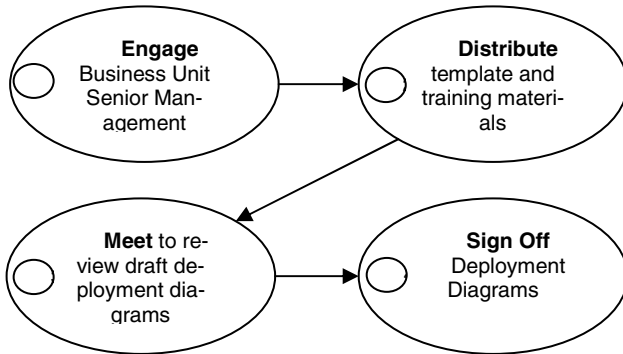 Engage
Business Unit
Senior Man-
agement
Distribute
template and
training materi-
als
Meet to re-
view draft de-
ployment dia-
grams
Sign Off
Deployment
Diagrams